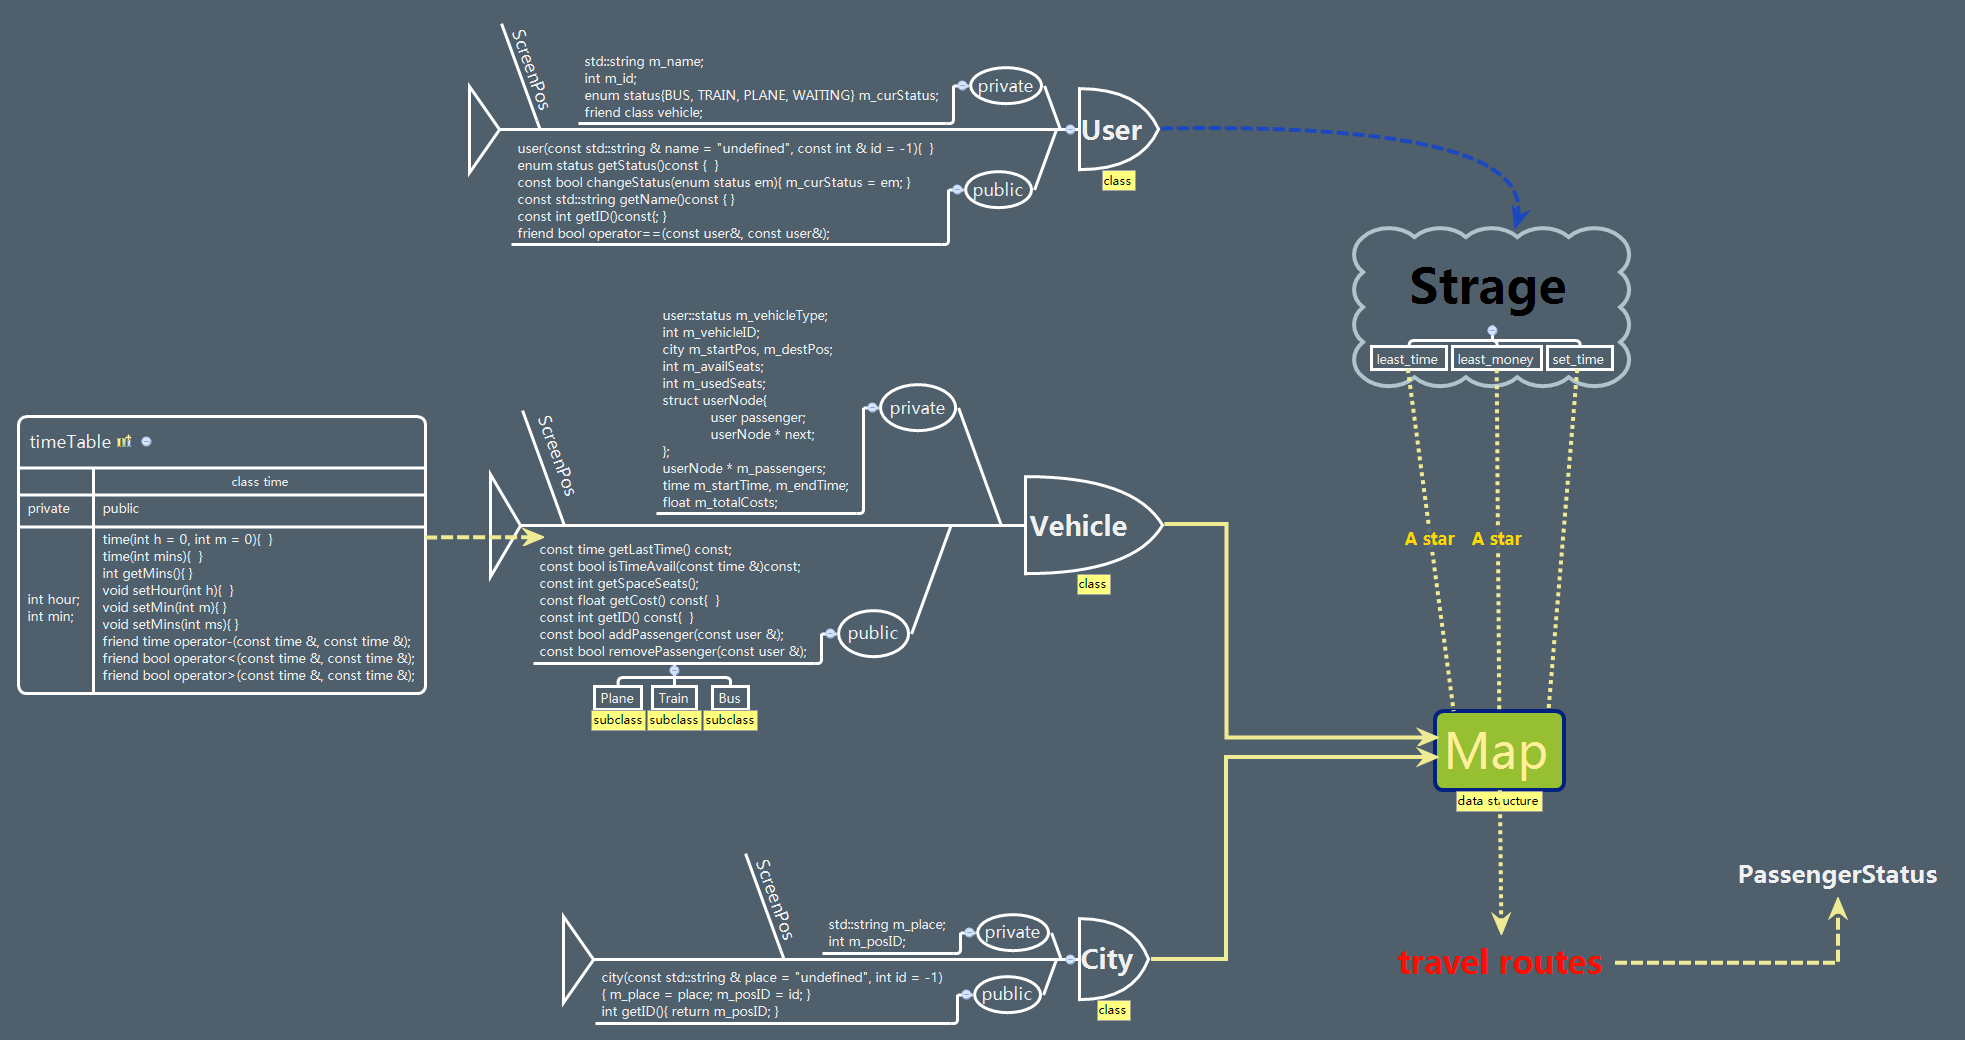 ScreenPos
std::string m_name;
int m_id;
enum status{BUS, TRAIN, PLANE, WAITING} m_curStatus;
friend class vehicle;
private
User
class
user(const std::string & name = "undefined", const int & id = -1){  }
enum status getStatus()const {  }
const bool changeStatus(enum status em){ m_curStatus = em; }
const std::string getName()const { }
const int getID()const{; }
friend bool operator==(const user&, const user&);
public
Strage
least_time
least_money
set_time
A star
A star
timeTable
class time
private
public
int hour;
int min;
time(int h = 0, int m = 0){  }
time(int mins){  }
int getMins(){ }
void setHour(int h){  }
void setMin(int m){ }
void setMins(int ms){ }
friend time operator-(const time &, const time &);
friend bool operator<(const time &, const time &);
friend bool operator>(const time &, const time &);
ScreenPos
user::status m_vehicleType;
int m_vehicleID;
city m_startPos, m_destPos;
int m_availSeats;
int m_usedSeats;
struct userNode{
user passenger;
userNode * next;
};
userNode * m_passengers;
time m_startTime, m_endTime;
float m_totalCosts;
private
Vehicle
class
const time getLastTime() const;
const bool isTimeAvail(const time &)const;
const int getSpaceSeats();
const float getCost() const{  }
const int getID() const{  }
const bool addPassenger(const user &);
const bool removePassenger(const user &);
public
Plane
Train
Bus
subclass
subclass
subclass
Map
data structure
ScreenPos
std::string m_place;
int m_posID;
private
City
class
city(const std::string & place = "undefined", int id = -1)
{ m_place = place; m_posID = id; }
int getID(){ return m_posID; }
public
travel routes
PassengerStatus